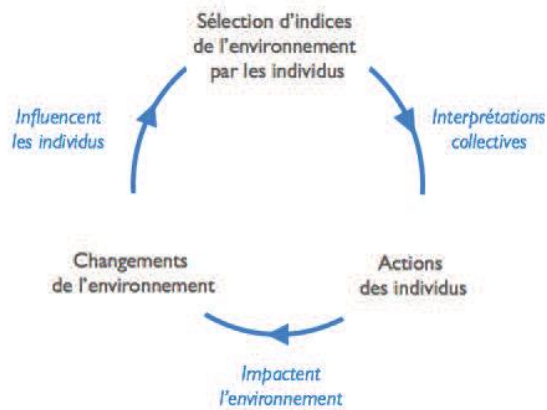 Sélection d'indices
de l'environnement
par les individus
Interprétations
collectives
Actions
des individus
Impactent
l'environnement
Changements
de l'environnement
Influencent
les individus